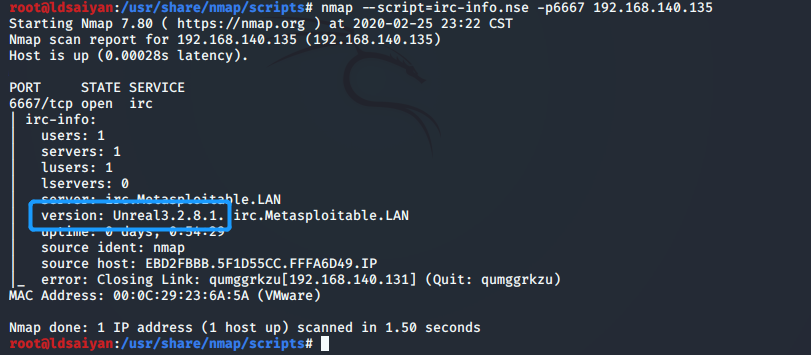 root@ldsaiyan:/usr/share/nmap/scripts# nmap --script=irc-info.nse -p6667 192.168.140.135
Starting Nmap 7.80 ( https://nmap.org ) at 2020-02-25 23:22 CST
Nmap scan report for 192.168.140.135 (192.168.140.135)
Host is up (0.00028s latency).
PORT     STATE SERVICE
6667/tcp open  irc
| irc-info:
|   users: 1
|   servers: 1
|   lusers: 1
|   lservers: 0
|   server: irc.Metasploitable.LAN
|   version: Unreal3.2.8.1. irc.Metasploitable.LAN
|   uptime: 0 days, 0:54:29
|   source ident: nmap
|   source host: EBD2FBBB.5F1D55CC.FFFA6D49.IP
|_  error: Closing Link: qumggrkzu[192.168.140.131] (Quit: qumggrkzu)
MAC Address: 00:0C:29:23:6A:5A (VMware)
Nmap done: 1 IP address (1 host up) scanned in 1.50 seconds
root@ldsaiyan:/usr/share/nmap/scripts#